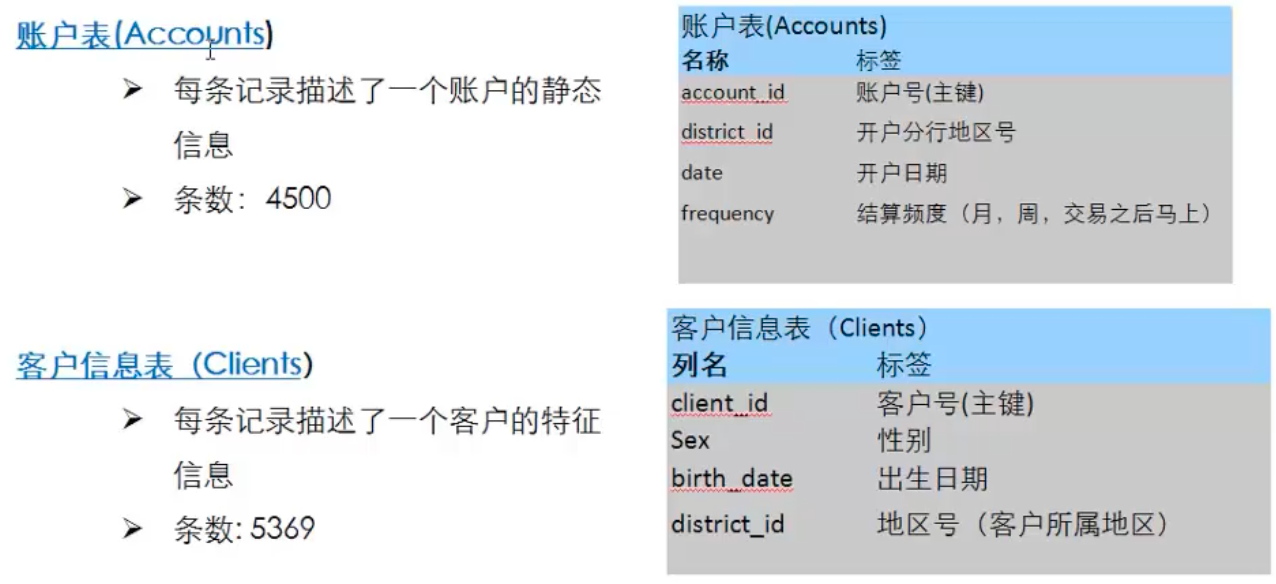 账户表(Accounts)
➢ 每条记录描述了一个账户的静态
信息
➢ 条数：4500
账户表(Accounts)
名称 标签
account_id 账户号(主键)
district_id 开户分行地区号
date 开户日期
frequency 结算频度（月，周，交易之后马上）
客户信息表（Clients）
➢ 每条记录描述了一个客户的特征
信息
➢ 条数: 5369
客户信息表（Clients）
列名 标签
client_id 客户号(主键)
Sex 性别
birth_date 出生日期
district_id 地区号（客户所属地区）